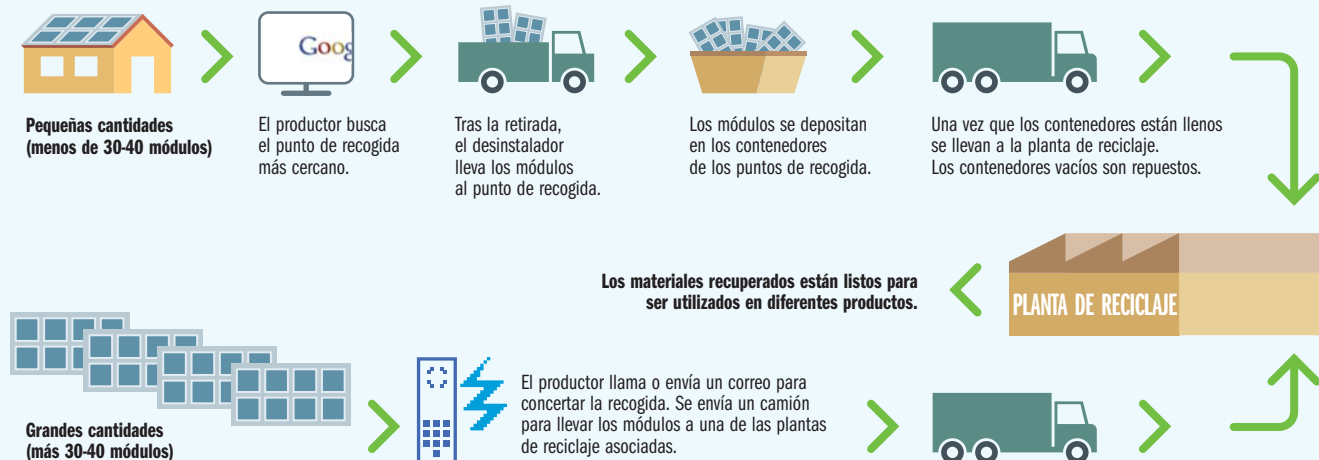 Goog
Pequeñas cantidades
(menos de 30-40 módulos)
El productor busca
el punto de recogida
más cercano.
Tras la retirada,
el desinstalador
lleva los módulos
al punto de recogida.
Los módulos se depositan
en los contenedores
de los puntos de recogida.
Una vez que los contenedores están llenos
se llevan a la planta de reciclaje.
Los contenedores vacíos son repuestos.
Los materiales recuperados están listos para
ser utilizados en diferentes productos.
PLANTA DE RECICLAJE
Grandes cantidades
(más 30-40 módulos)
El productor llama o envía un correo para
concertar la recogida. Se envía un camión
para llevar los módulos a una de las plantas
de reciclaje asociadas.